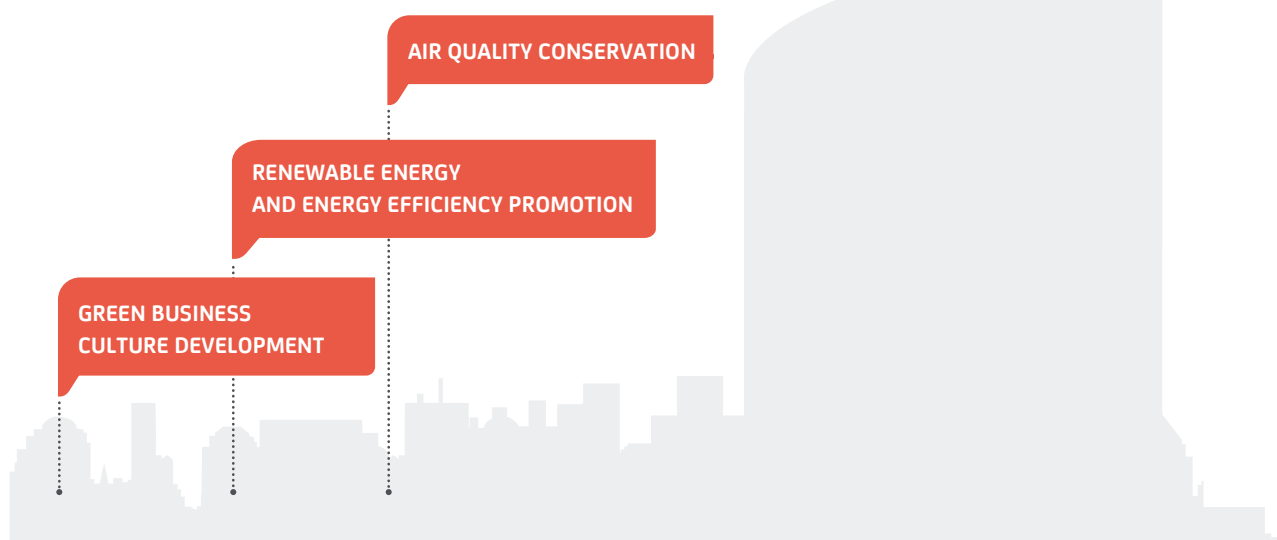 AIR QUALITY CONSERVATION
RENEWABLE ENERGY
AND ENERGY EFFICIENCY PROMOTION
GREEN BUSINESS
CULTURE DEVELOPMENT